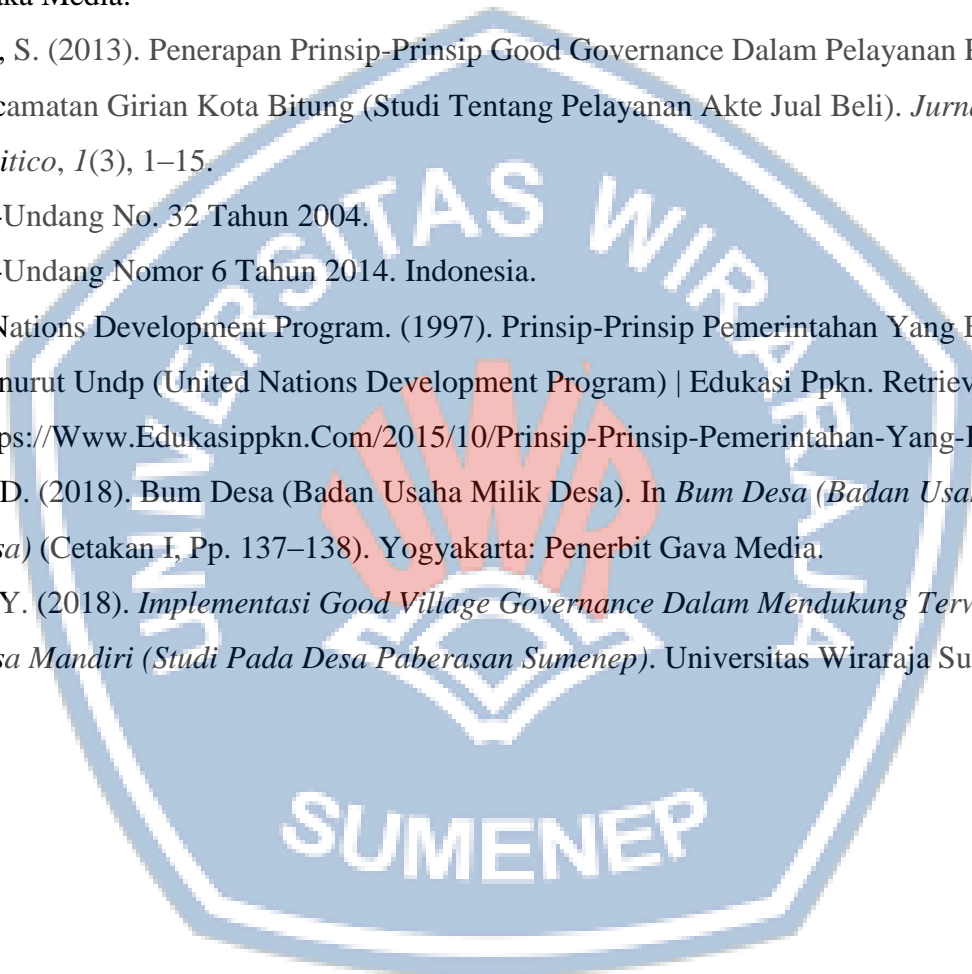 aka Media.
, S. (2013). Penerapan Prinsip-Prinsip Good Governance Dalam Pelayanan
camatan Girian Kota Bitung (Studi Tentang Pelayanan Akte Jual Beli). Jurna
itico, 1(3), 1–15.
-Undang No. 32 Tahun 2004.
-Undang Nomor 6 Tahun 2014. Indonesia.
Nations Development Program. (1997). Prinsip-Prinsip Pemerintahan Yang
nurut Undp (United Nations Development Program) | Edukasi Ppkn. Retriev
ps://Www.Edukasippkn.Com/2015/10/Prinsip-Prinsip-Pemerintahan-Yang-
D. (2018). Bum Desa (Badan Usaha Milik Desa). In Bum Desa (Badan Usa
sa) (Cetakan I, Pp. 137–138). Yogyakarta: Penerbit Gava Media.
Y. (2018). Implementasi Good Village Governance Dalam Mendukung Terw
sa Mandiri (Studi Pada Desa Paberasan Sumenep). Universitas Wiraraja Su
UNIVERSITAS WIRARAJA
UWR
SUMENEP